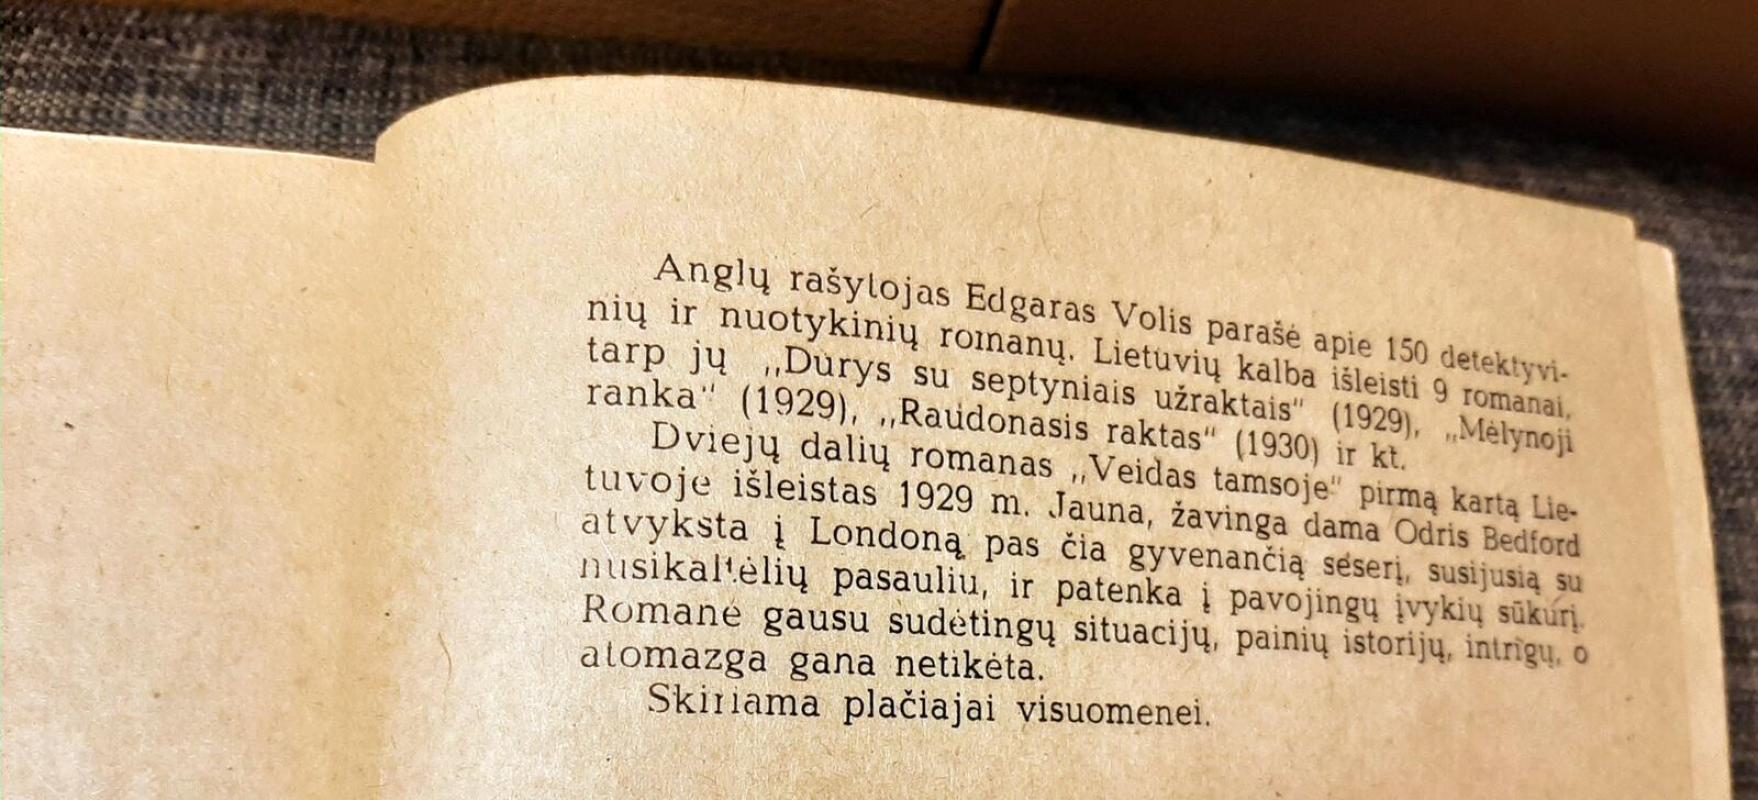 Anglų rašytojas Edgaras Volis parašė apie 150 detektyvi-
nių ir nuotykinių romanų. Lietuvių kalba išleisti 9 romanai,
tarp jų „Durys su septyniais užraktais“ (1929), „Mėlynoji
ranka“ (1929), „Raudonasis raktas“ (1930) ir kt.
Dviejų dalių romanas „Veidas tamsoje“ pirmą kartą Lie-
tuvoje išleistas 1929 m. Jauna, žavinga dama Odris Bedford
atvyksta į Londoną pas čia gyvenančią seserį, susijusią su
nusikaltėlių pasauliu, ir patenka į pavojingų įvykių sūkurį.
Romane gausu sudėtingų situacijų, painių istorijų, intrigų, o
atomazga gana netikėta.
Skiriama plačiajai visuomenei.